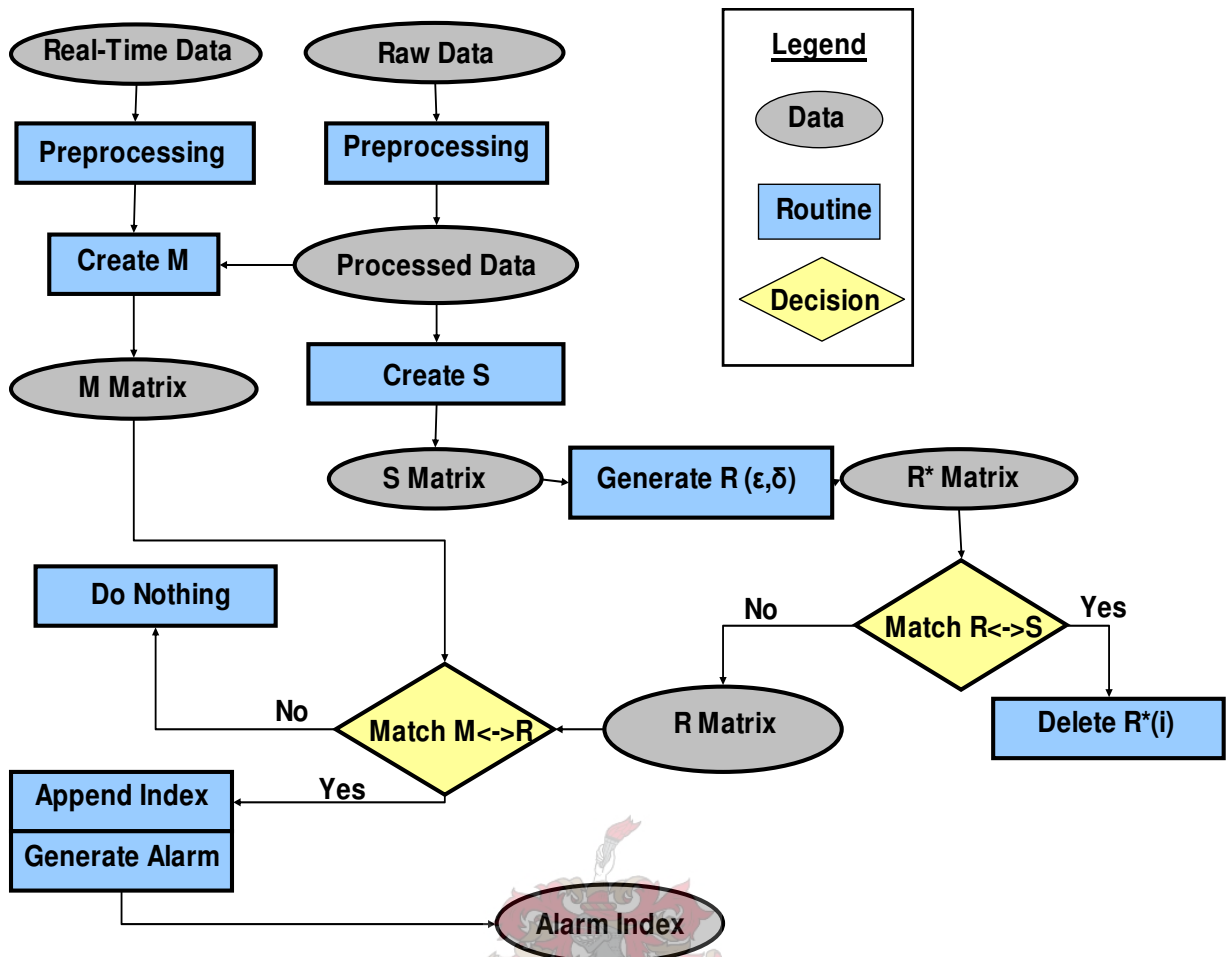 Real-Time Data
Raw Data
Legend
Data
Preprocessing
Preprocessing
Routine
Create M
Processed Data
Decision
M Matrix
Create S
S Matrix
Generate R (ε,δ)
R* Matrix
Do Nothing
No
Yes
Match R<->S
No
Match M<->R
R Matrix
Delete R*(i)
Append Index
Yes
Generate Alarm
Alarm Index